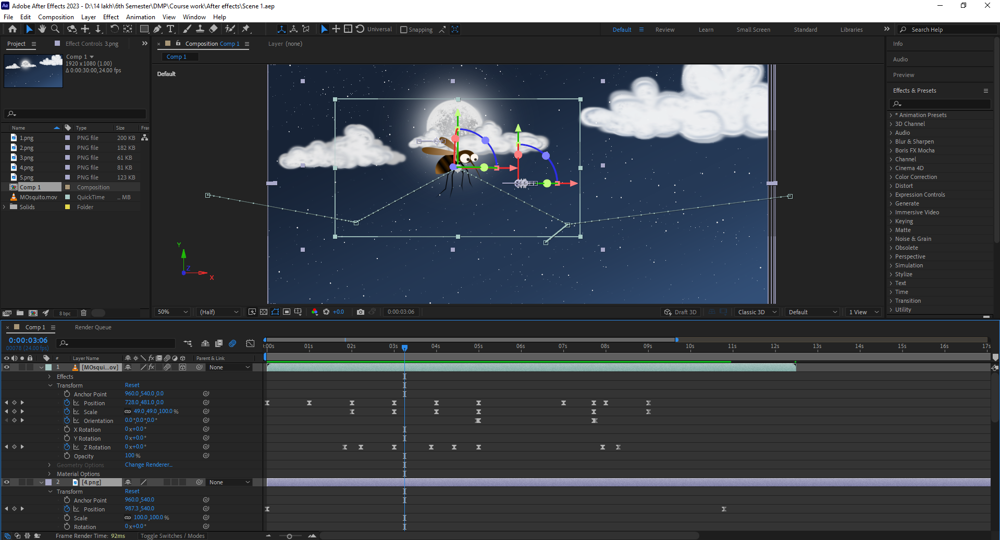 Adobe After Effects 2023 - D:\14 lakh\6th Semester\DMP\Course work\After effects\Scene 1.aep
File Edit Composition Layer Effect Animation View Window Help
Universal Snapping Default Review Learn Small Screen Standard Libraries Search Help
Project Effect Controls 3.png Composition Comp 1 Layer (none)
Comp 1
Comp 1
1920 x 1080 (1.00)
Δ 0:00:30:00, 24.00 fps
Default
Name Type Size Fra
1.png PNG file 200 KB
2.png PNG file 182 KB
3.png PNG file 61 KB
4.png PNG file 81 KB
5.png PNG file 123 KB
Comp 1 Composition
MOsquito.mov QuickTime ... MB
Solids Folder
8 bpc
Y
Z
X
50% (Half) +0.0 0:00:03:06 Draft 3D Classic 3D Default 1 View
Info
Audio
Preview
Effects & Presets
* Animation Presets
3D Channel
Audio
Blur & Sharpen
Boris FX Mocha
Channel
Cinema 4D
Color Correction
Distort
Expression Controls
Generate
Immersive Video
Keying
Matte
Noise & Grain
Obsolete
Perspective
Simulation
Stylize
Text
Time
Transition
Utility
Comp 1 Render Queue
0:00:03:06
00078 (24.00 fps)
:00s 01s 02s 03s 04s 05s 06s 07s 08s 09s 10s 11s 12s 13s 14s 15s 16s 17s
# Layer Name fx Parent & Link
1 [MOsqui...ov] fx None
Effects
Transform Reset
Anchor Point 960.0,540.0,0.0
Position 728.0,481.0,0.0
Scale 49.0,49.0,100.0 %
Orientation 0.0°,0.0°,0.0°
X Rotation 0x+0.0°
Y Rotation 0x+0.0°
Z Rotation 0x+0.0°
Opacity 100 %
Geometry Options Change Renderer...
Material Options
2 [4.png] None
Transform Reset
Anchor Point 960.0,540.0
Position 987.3,540.0
Scale 100.0,100.0 %
Rotation 0x+0.0°
Frame Render Time: 92ms Toggle Switches / Modes